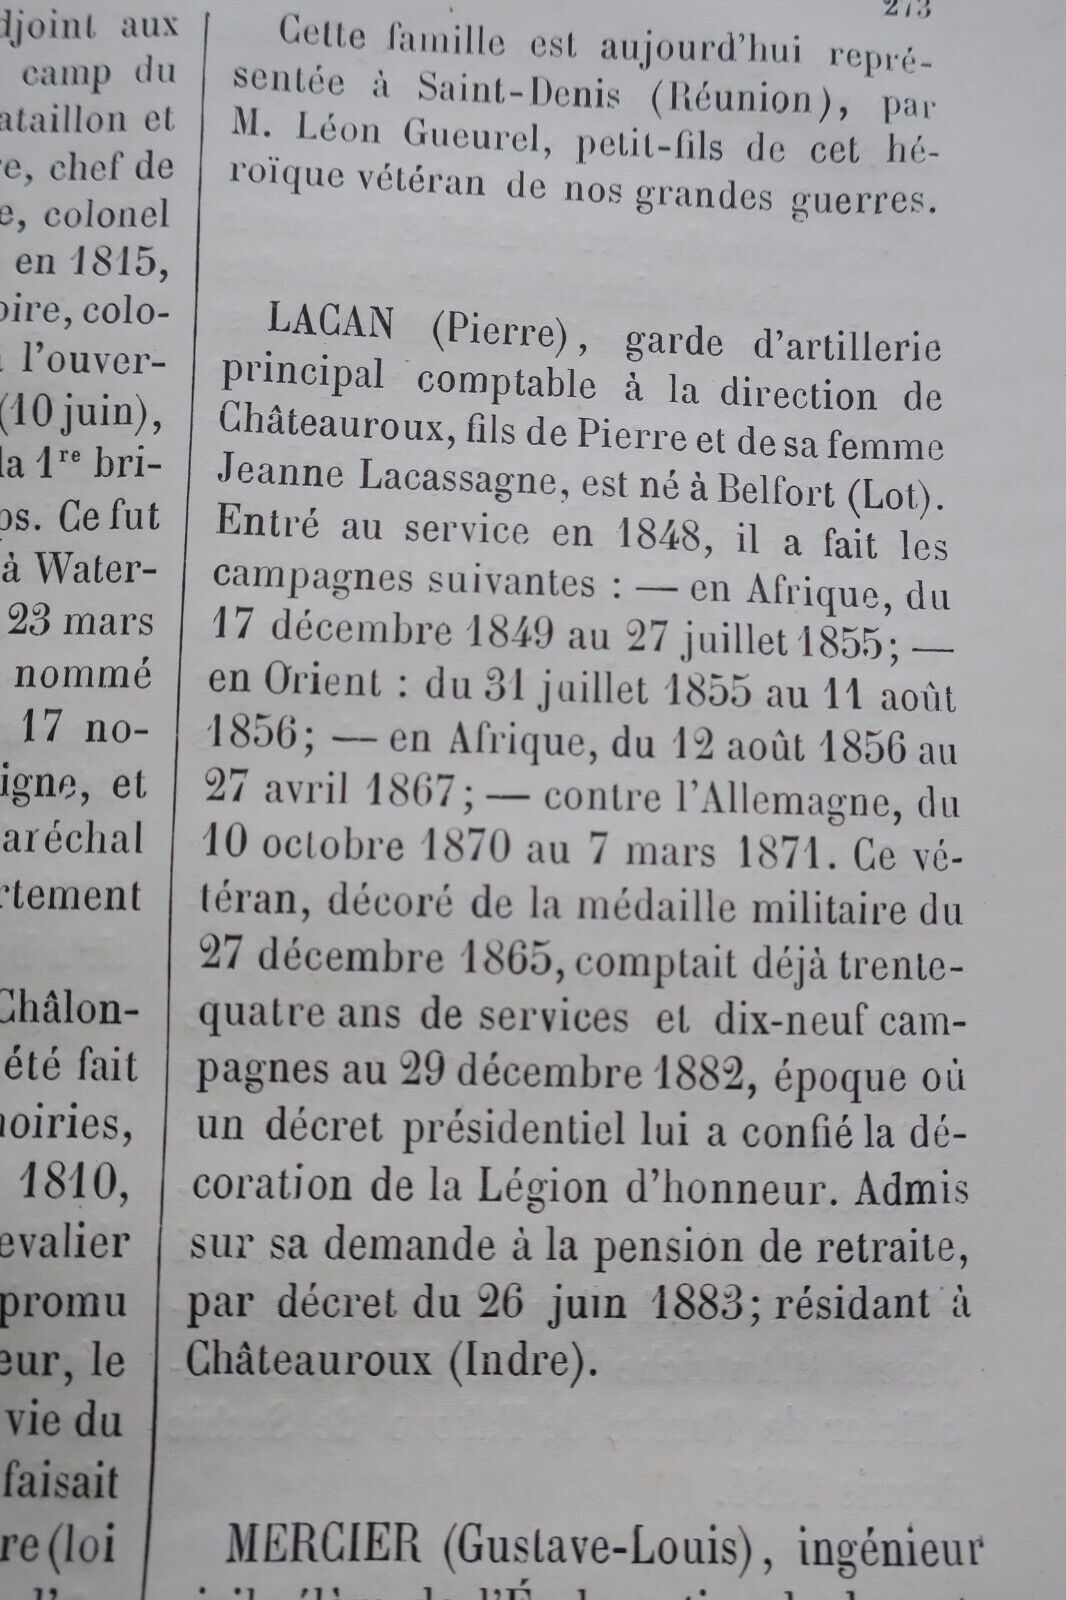 djoint aux
camp du
ataillon et
re, chef de
e, colonel
en 1815,
oire, colo-
l'ouver-
(10 juin),
la 1re bri-
ps. Ce fut
à Water-
23 mars
nommé
17 no-
igne, et
aréchal
rtement
Châlon-
été fait
noiries,
1810,
evalier
promu
eur, le
vie du
faisait
re (loi
273
Cette famille est aujourd'hui repré-
sentée à Saint-Denis (Réunion), par
M. Léon Gueurel, petit-fils de cet hé-
roïque vétéran de nos grandes guerres.
LACAN (Pierre), garde d'artillerie
principal comptable à la direction de
Châteauroux, fils de Pierre et de sa femme
Jeanne Lacassagne, est né à Belfort (Lot).
Entré au service en 1848, il a fait les
campagnes suivantes : — en Afrique, du
17 décembre 1849 au 27 juillet 1855; —
en Orient : du 31 juillet 1855 au 11 août
1856; — en Afrique, du 12 août 1856 au
27 avril 1867; — contre l'Allemagne, du
10 octobre 1870 au 7 mars 1871. Ce vé-
téran, décoré de la médaille militaire du
27 décembre 1865, comptait déjà trente-
quatre ans de services et dix-neuf cam-
pagnes au 29 décembre 1882, époque où
un décret présidentiel lui a confié la dé-
coration de la Légion d'honneur. Admis
sur sa demande à la pension de retraite,
par décret du 26 juin 1883; résidant à
Châteauroux (Indre).
MERCIER (Gustave-Louis), ingénieur